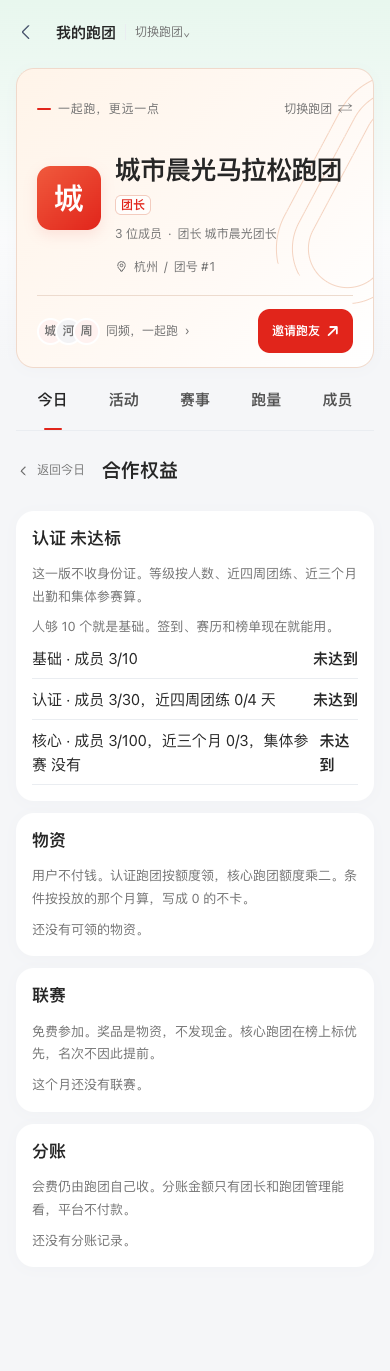 我的跑团 切换跑团
一起跑，更远一点 切换跑团
城
城市晨光马拉松跑团
团长
3 位成员 · 团长 城市晨光团长
杭州 / 团号 #1
城 河 周 同频，一起跑 ›
邀请跑友
今日 活动 赛事 跑量 成员
返回今日 合作权益
认证 未达标
这一版不收身份证。等级按人数、近四周团练、近三个月
出勤和集体参赛算。
人够 10 个就是基础。签到、赛历和榜单现在就能用。
基础 · 成员 3/10 未达到
认证 · 成员 3/30，近四周团练 0/4 天 未达到
核心 · 成员 3/100，近三个月 0/3，集体参 未达
赛 没有 到
物资
用户不付钱。认证跑团按额度领，核心跑团额度乘二。条
件按投放的那个月算，写成 0 的不卡。
还没有可领的物资。
联赛
免费参加。奖品是物资，不发现金。核心跑团在榜上标优
先，名次不因此提前。
这个月还没有联赛。
分账
会费仍由跑团自己收。分账金额只有团长和跑团管理能
看，平台不付款。
还没有分账记录。